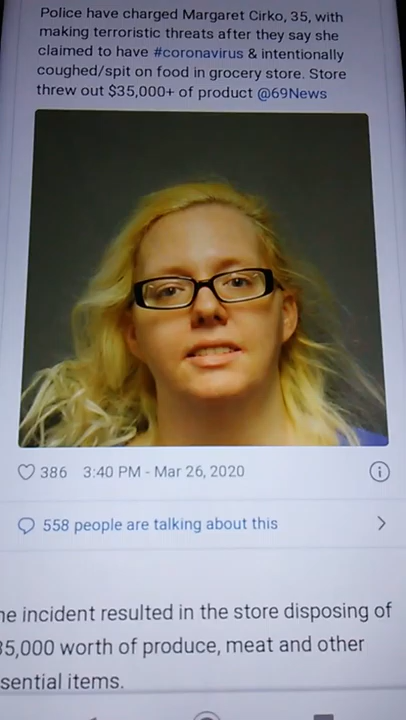 Police have charged Margaret Cirko, 35, with
making terroristic threats after they say she
claimed to have #coronavirus & intentionally
coughed/spit on food in grocery store. Store
threw out $35,000+ of product @69News
386 3:40 PM - Mar 26, 2020
558 people are talking about this
he incident resulted in the store disposing of
35,000 worth of produce, meat and other
sential items.